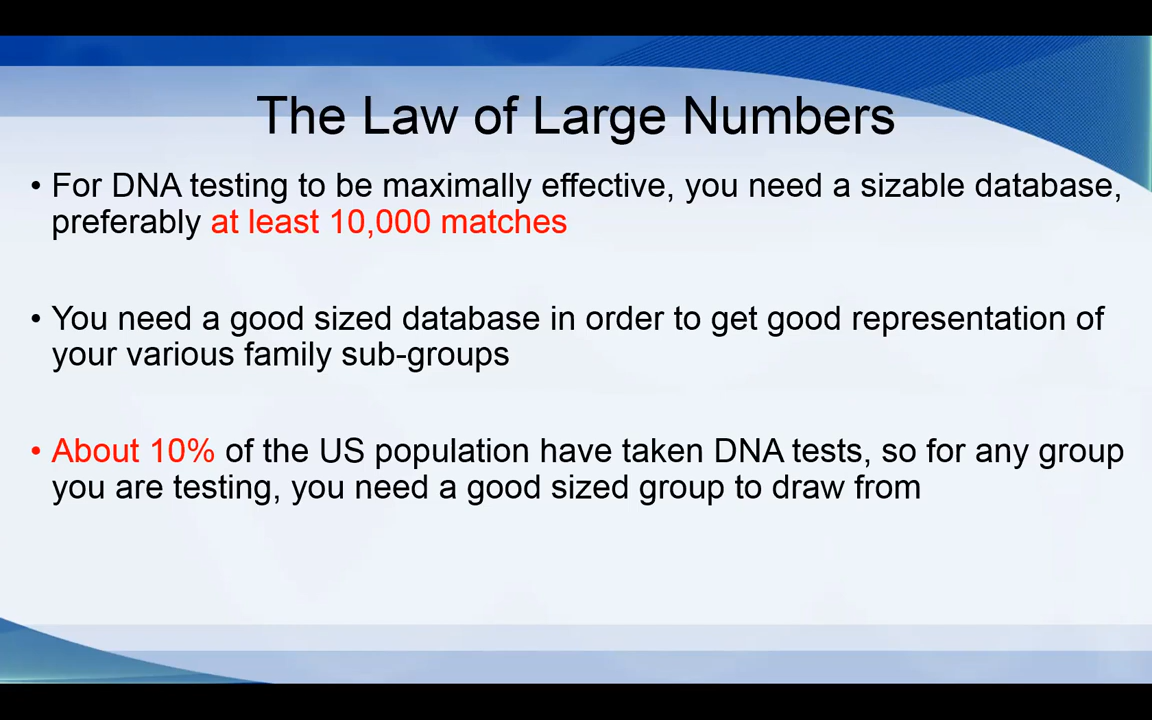 The Law of Large Numbers
• For DNA testing to be maximally effective, you need a sizable database,
preferably at least 10,000 matches
• You need a good sized database in order to get good representation of
your various family sub-groups
• About 10% of the US population have taken DNA tests, so for any group
you are testing, you need a good sized group to draw from